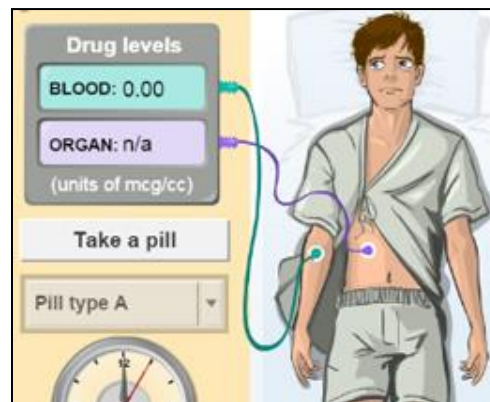 Drug levels
BLOOD: 0.00
ORGAN: n/a
(units of mcg/cc)
Take a pill
Pill type A
12